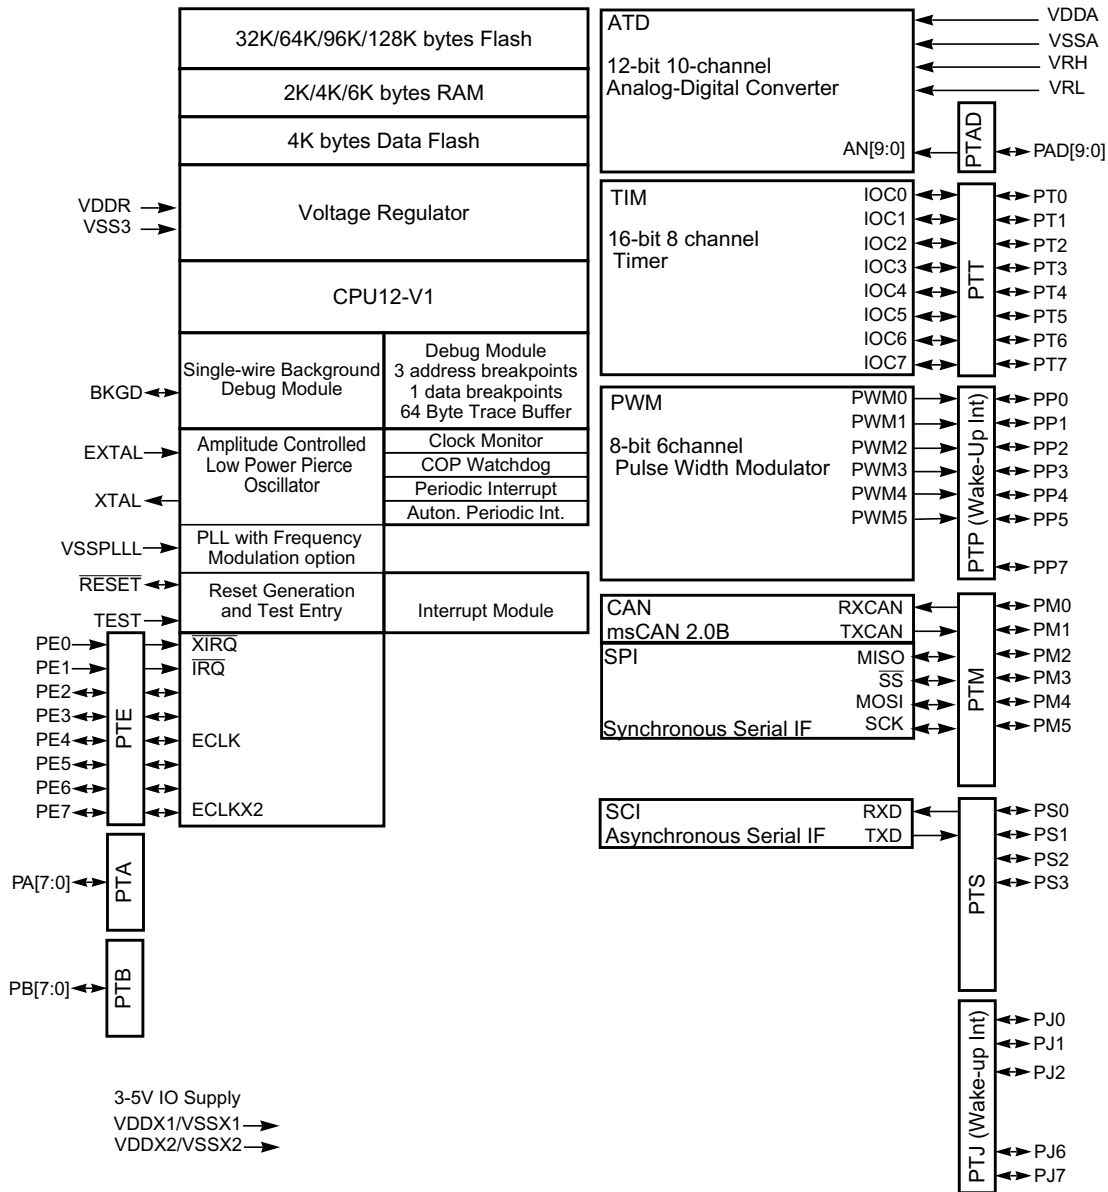 32K/64K/96K/128K bytes Flash
2K/4K/6K bytes RAM
4K bytes Data Flash
VDDR
VSS3
Voltage Regulator
CPU12-V1
BKGD
Single-wire Background
Debug Module
Debug Module
3 address breakpoints
1 data breakpoints
64 Byte Trace Buffer
EXTAL
XTAL
Amplitude Controlled
Low Power Pierce
Oscillator
Clock Monitor
COP Watchdog
Periodic Interrupt
Auton. Periodic Int.
VSSPLLL
PLL with Frequency
Modulation option
RESET
TEST
Reset Generation
and Test Entry
Interrupt Module
PE0
PE1
PE2
PE3
PE4
PE5
PE6
PE7
PTE
XIRQ
IRQ
ECLK
ECLKX2
PA[7:0]
PTA
PB[7:0]
PTB
3-5V IO Supply
VDDX1/VSSX1
VDDX2/VSSX2
ATD
12-bit 10-channel
Analog-Digital Converter
AN[9:0]
VDDA
VSSA
VRH
VRL
PTAD
PAD[9:0]
TIM
16-bit 8 channel
Timer
IOC0
IOC1
IOC2
IOC3
IOC4
IOC5
IOC6
IOC7
PTT
PT0
PT1
PT2
PT3
PT4
PT5
PT6
PT7
PWM
8-bit 6channel
Pulse Width Modulator
PWM0
PWM1
PWM2
PWM3
PWM4
PWM5
PTP (Wake-Up Int)
PP0
PP1
PP2
PP3
PP4
PP5
PP7
CAN
msCAN 2.0B
RXCAN
TXCAN
SPI
Synchronous Serial IF
MISO
SS
MOSI
SCK
PTM
PM0
PM1
PM2
PM3
PM4
PM5
SCI
Asynchronous Serial IF
RXD
TXD
PTS
PS0
PS1
PS2
PS3
PTJ (Wake-up Int)
PJ0
PJ1
PJ2
PJ6
PJ7